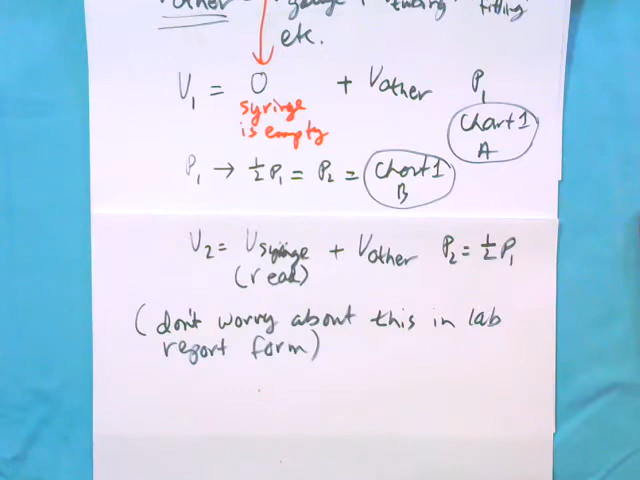 Vother = gauge, tubing, fitting
etc.
V₁ = 0 + Vother P₁
syringe
is empty
Chart 1
A
P₁ → ½P₁ = P₂ = Chart 1
B
V₂ = Vsyringe + Vother P₂ = ½P₁
(read)
(don't worry about this in lab
report form)